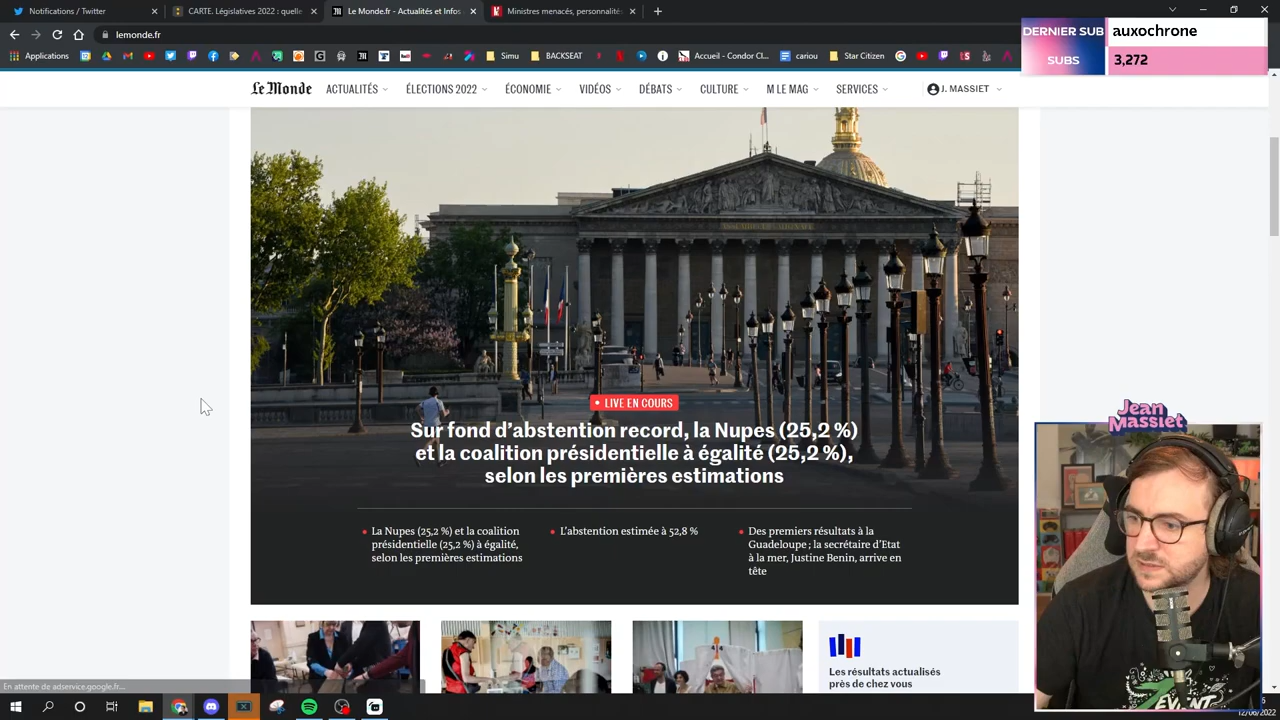 Notifications / Twitter
CARTE. Législatives 2022 : quelle
Le Monde.fr - Actualités et Infos
Ministres menacés, personnalités
lemonde.fr
DERNIER SUB
auxochrone
SUBS
3,272
Applications
Simu
BACKSEAT
Accueil - Condor Cl...
cariou
Star Citizen
Le Monde
ACTUALITÉS
ÉLECTIONS 2022
ÉCONOMIE
VIDÉOS
DÉBATS
CULTURE
M LE MAG
SERVICES
J. MASSIET
LIVE EN COURS
Sur fond d'abstention record, la Nupes (25,2 %)
et la coalition présidentielle à égalité (25,2 %),
selon les premières estimations
La Nupes (25,2 %) et la coalition
présidentielle (25,2 %) à égalité,
selon les premières estimations
L'abstention estimée à 52,8 %
Des premiers résultats à la
Guadeloupe ; la secrétaire d'Etat
à la mer, Justine Benin, arrive en
tête
Les résultats actualisés
près de chez vous
Jean
Massiet
En attente de adservice.google.fr...
EVENT
12/06/2022